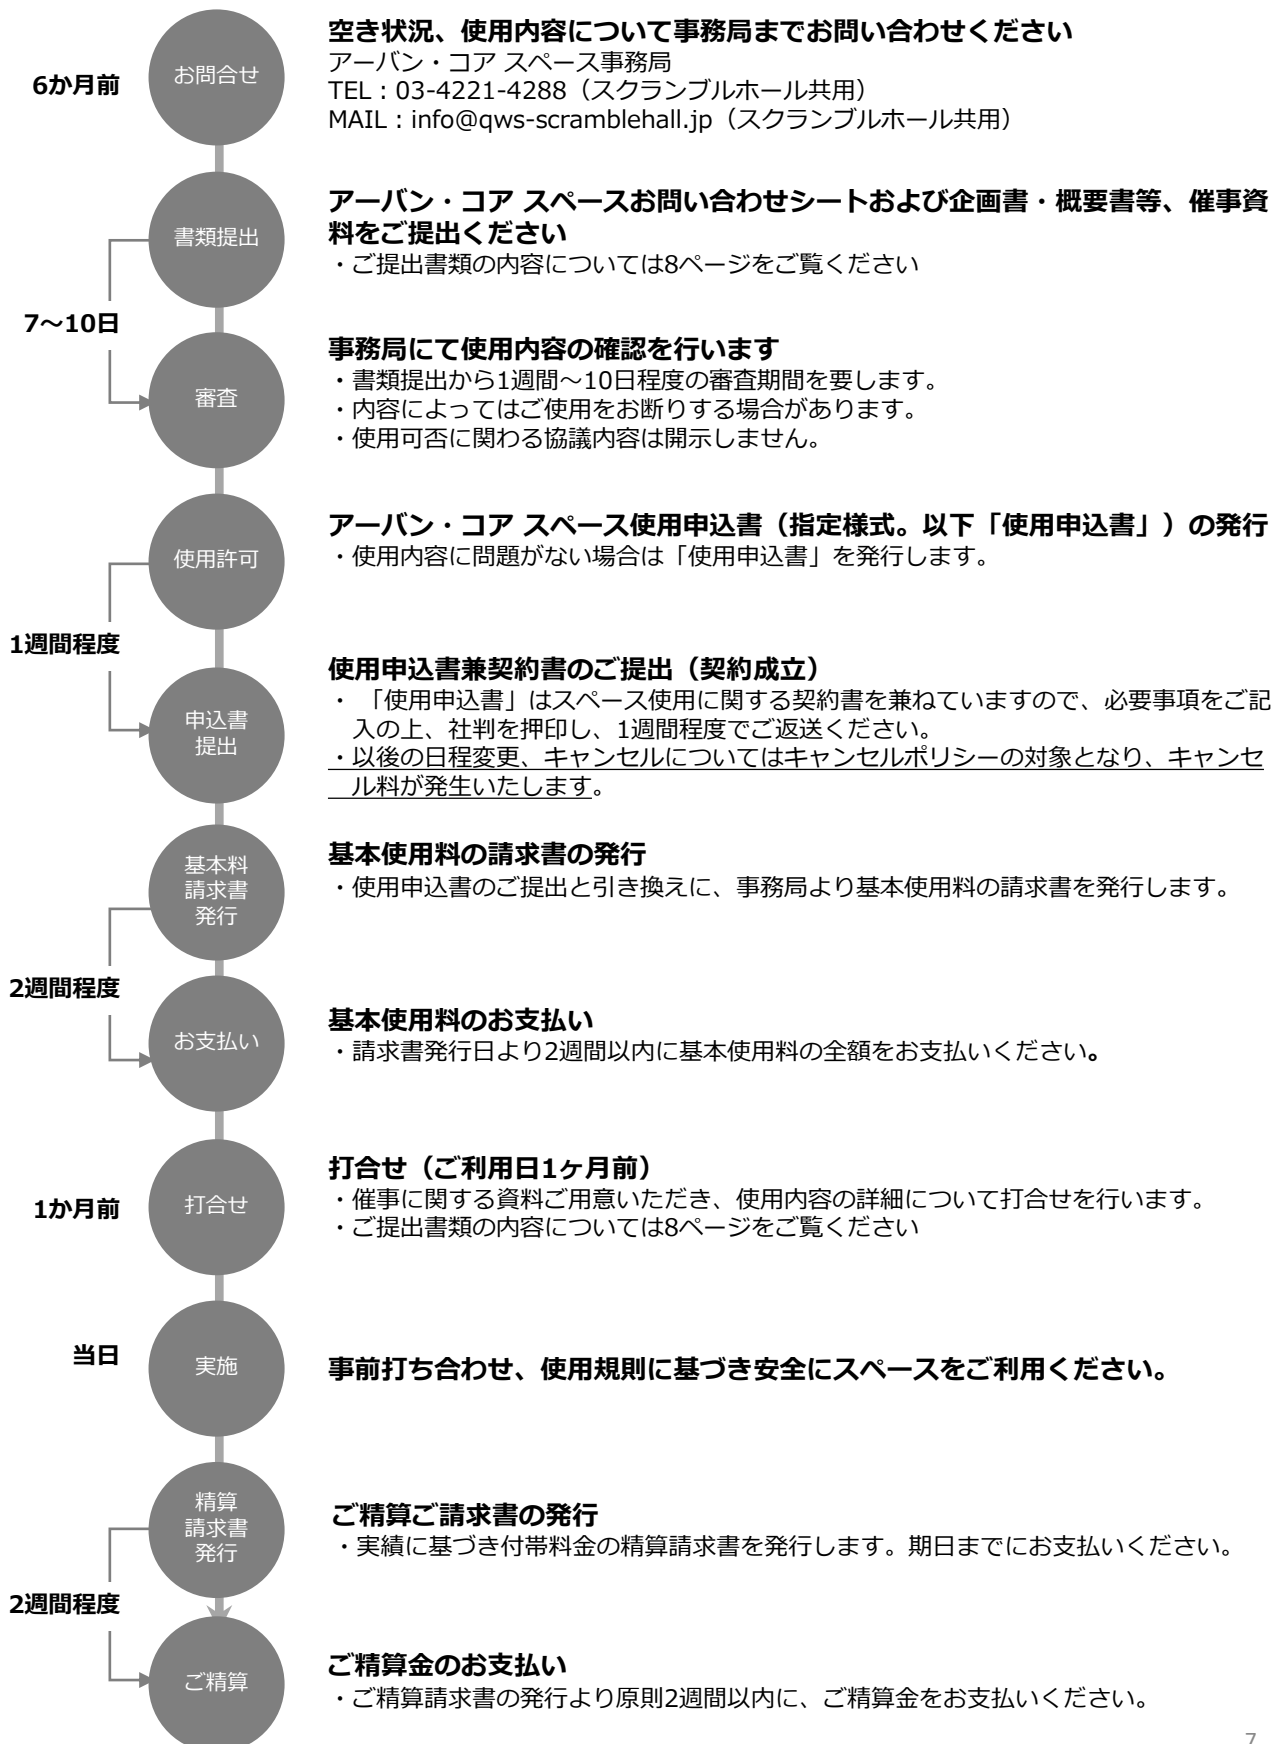 6か月前
お問合せ
空き状況、使用内容について事務局までお問い合わせください
アーバン・コア スペース事務局
TEL：03-4221-4288（スクランブルホール共用）
MAIL：info@qws-scramblehall.jp（スクランブルホール共用）
書類提出
アーバン・コア スペースお問い合わせシートおよび企画書・概要書等、催事資
料をご提出ください
・ご提出書類の内容については8ページをご覧ください
7～10日
審査
事務局にて使用内容の確認を行います
・書類提出から1週間～10日程度の審査期間を要します。
・内容によってはご使用をお断りする場合があります。
・使用可否に関わる協議内容は開示しません。
使用許可
アーバン・コア スペース使用申込書（指定様式。以下「使用申込書」）の発行
・使用内容に問題がない場合は「使用申込書」を発行します。
1週間程度
申込書
提出
使用申込書兼契約書のご提出（契約成立）
・「使用申込書」はスペース使用に関する契約書を兼ねていますので、必要事項をご記
入の上、社判を押印し、1週間程度でご返送ください。
・以後の日程変更、キャンセルについてはキャンセルポリシーの対象となり、キャンセ
ル料が発生いたします。
基本料
請求書
発行
基本使用料の請求書の発行
・使用申込書のご提出と引き換えに、事務局より基本使用料の請求書を発行します。
2週間程度
お支払い
基本使用料のお支払い
・請求書発行日より2週間以内に基本使用料の全額をお支払いください。
1か月前
打合せ
打合せ（ご利用日1ヶ月前）
・催事に関する資料ご用意いただき、使用内容の詳細について打合せを行います。
・ご提出書類の内容については8ページをご覧ください
当日
実施
事前打ち合わせ、使用規則に基づき安全にスペースをご利用ください。
精算
請求書
発行
ご精算ご請求書の発行
・実績に基づき付帯料金の精算請求書を発行します。期日までにお支払いください。
2週間程度
ご精算
ご精算金のお支払い
・ご精算請求書の発行より原則2週間以内に、ご精算金をお支払いください。
7